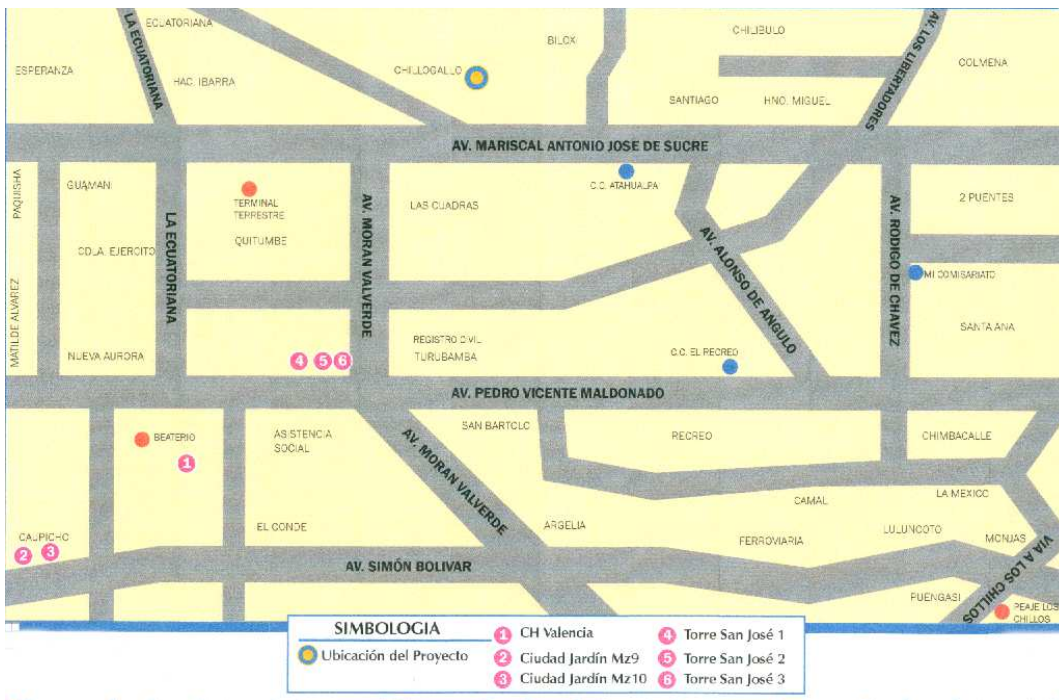 LA ECUATORIANA
ECUATORIANA
BILOXI
CHILIBULO
AV. LOS LIBERTADORES
COLMENA
ESPERANZA
HAC. IBARRA
CHILLOGALLO
SANTIAGO
HNO. MIGUEL
AV. MARISCAL ANTONIO JOSE DE SUCRE
PAQUISHA
GUAMANI
TERMINAL
TERRESTRE
QUITUMBE
LA ECUATORIANA
AV. MORAN VALVERDE
LAS CUADRAS
C.C. ATAHUALPA
AV. ALONSO DE ANGULO
AV. RODIGO DE CHAVEZ
2 PUENTES
CDLA. EJERCITO
MI COMISARIATO
MATILDE ALVAREZ
NUEVA AURORA
4 5 6
REGISTRO CIVIL
TURUBAMBA
C.C. EL RECREO
SANTA ANA
AV. PEDRO VICENTE MALDONADO
BEATERIO
1
ASISTENCIA
SOCIAL
AV. MORAN VALVERDE
SAN BARTOLO
RECREO
CHIMBACALLE
CAMAL
LA MEXICO
CAUPICHO
2 3
EL CONDE
ARGELIA
FERROVIARIA
LULUNCOTO
MONJAS
VIA A LOS CHILLOS
AV. SIMÓN BOLIVAR
PUENGASI
PEAJE LOS
CHILLOS
SIMBOLOGIA
Ubicación del Proyecto
1 CH Valencia
2 Ciudad Jardín Mz9
3 Ciudad Jardín Mz10
4 Torre San José 1
5 Torre San José 2
6 Torre San José 3